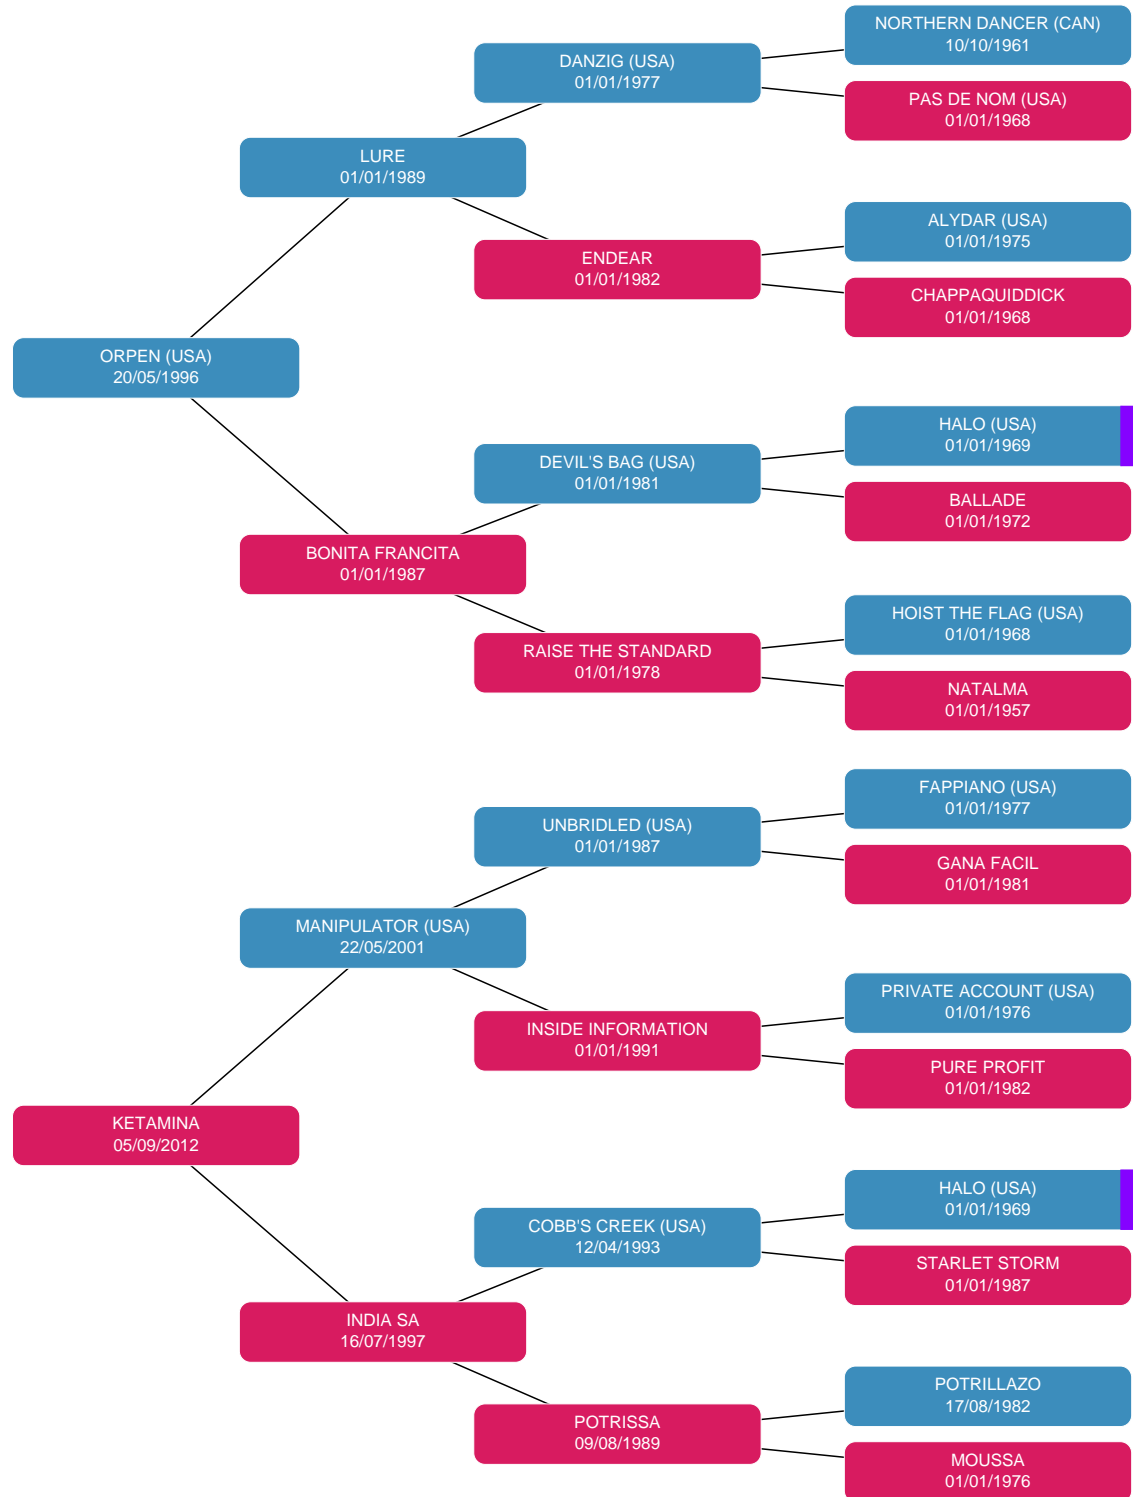 NORTHERN DANCER (CAN)
10/10/1961
DANZIG (USA)
01/01/1977
PAS DE NOM (USA)
01/01/1968
LURE
01/01/1989
ALYDAR (USA)
01/01/1975
ENDEAR
01/01/1982
CHAPPAQUIDDICK
01/01/1968
ORPEN (USA)
20/05/1996
HALO (USA)
01/01/1969
DEVIL'S BAG (USA)
01/01/1981
BALLADE
01/01/1972
BONITA FRANCITA
01/01/1987
HOIST THE FLAG (USA)
01/01/1968
RAISE THE STANDARD
01/01/1978
NATALMA
01/01/1957
FAPPIANO (USA)
01/01/1977
UNBRIDLED (USA)
01/01/1987
GANA FACIL
01/01/1981
MANIPULATOR (USA)
22/05/2001
PRIVATE ACCOUNT (USA)
01/01/1976
INSIDE INFORMATION
01/01/1991
PURE PROFIT
01/01/1982
KETAMINA
05/09/2012
HALO (USA)
01/01/1969
COBB'S CREEK (USA)
12/04/1993
STARLET STORM
01/01/1987
INDIA SA
16/07/1997
POTRILLAZO
17/08/1982
POTRISSA
09/08/1989
MOUSSA
01/01/1976